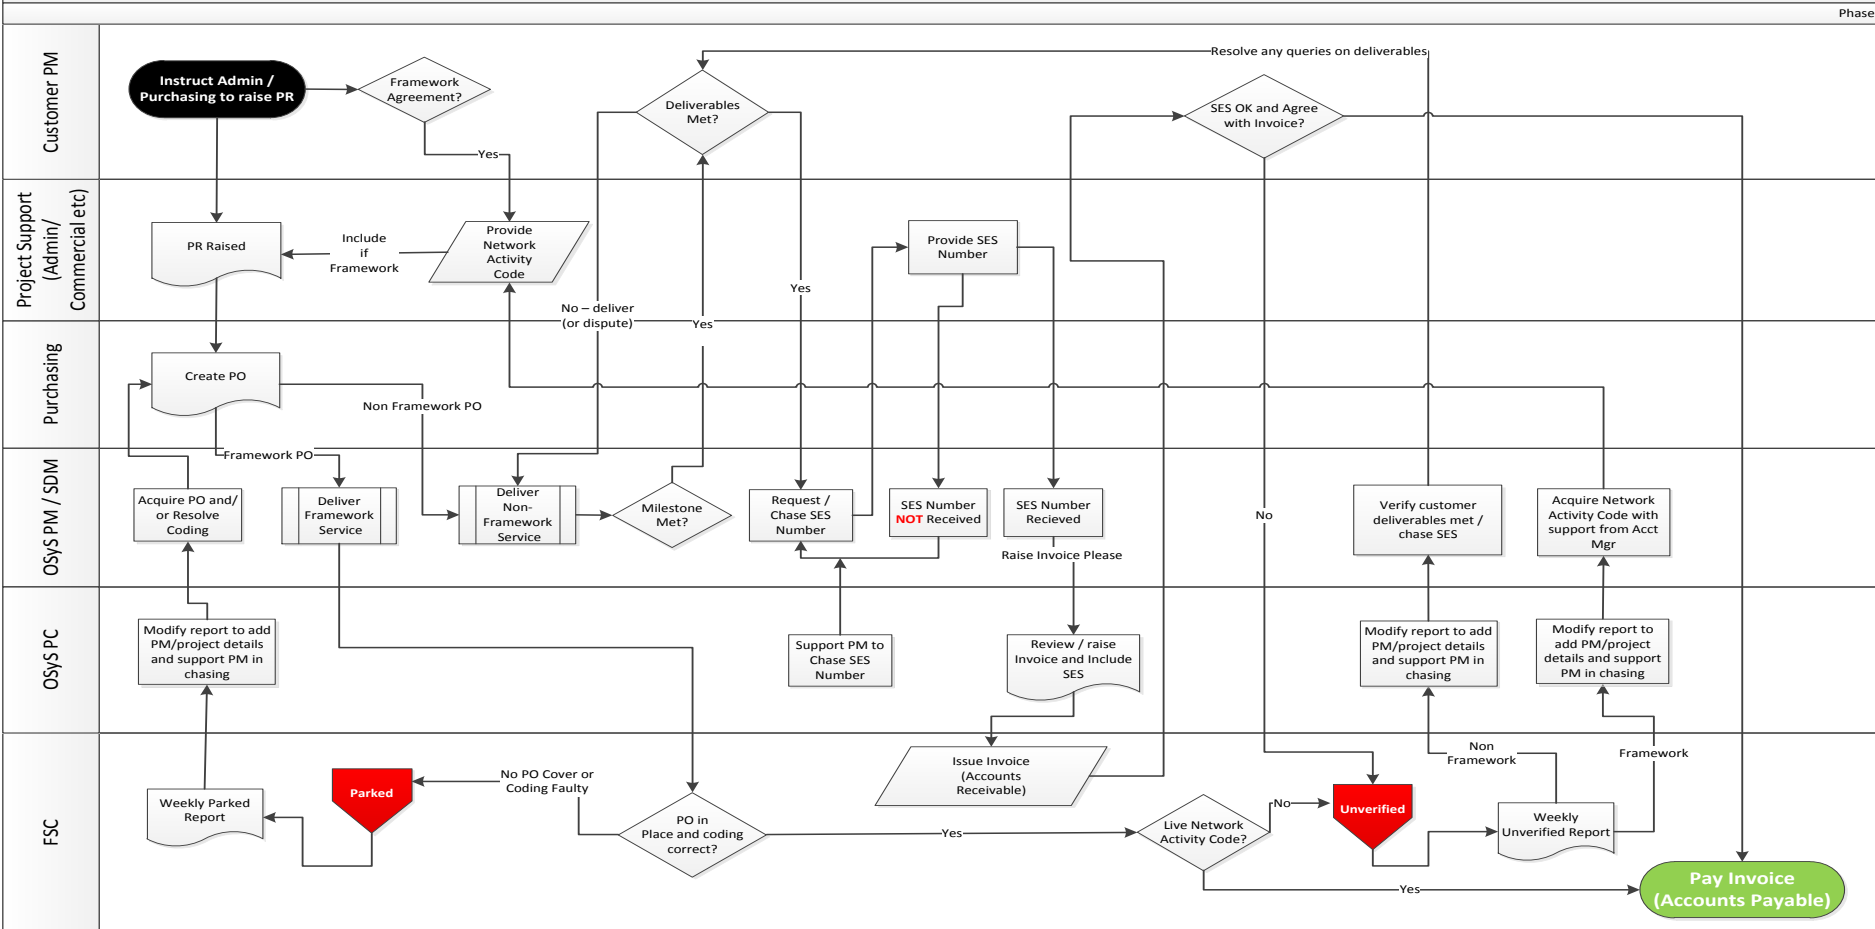 Phase
Customer PM
Instruct Admin /
Purchasing to raise PR
Framework
Agreement?
Yes
Deliverables
Met?
Resolve any queries on deliverables
SES OK and Agree
with Invoice?
Project Support
(Admin/
Commercial etc)
PR Raised
Include
if
Framework
Provide
Network
Activity
Code
No – deliver
(or dispute)
Yes
Yes
Provide SES
Number
Purchasing
Create PO
Non Framework PO
Framework PO
OSyS PM / SDM
Acquire PO and/
or Resolve
Coding
Deliver
Framework
Service
Deliver
Non-
Framework
Service
Milestone
Met?
Request /
Chase SES
Number
SES Number
NOT Received
SES Number
Recieved
Raise Invoice Please
No
Verify customer
deliverables met /
chase SES
Acquire Network
Activity Code with
support from Acct
Mgr
OSyS PC
Modify report to add
PM/project details
and support PM in
chasing
Support PM to
Chase SES
Number
Review / raise
Invoice and Include
SES
Modify report to add
PM/project details
and support PM in
chasing
Modify report to
add PM/project
details and support
PM in chasing
FSC
Weekly Parked
Report
Parked
No PO Cover or
Coding Faulty
PO in
Place and coding
correct?
Yes
Issue Invoice
(Accounts
Receivable)
Live Network
Activity Code?
No
Unverified
Non
Framework
Framework
Weekly
Unverified Report
Yes
Pay Invoice
(Accounts Payable)